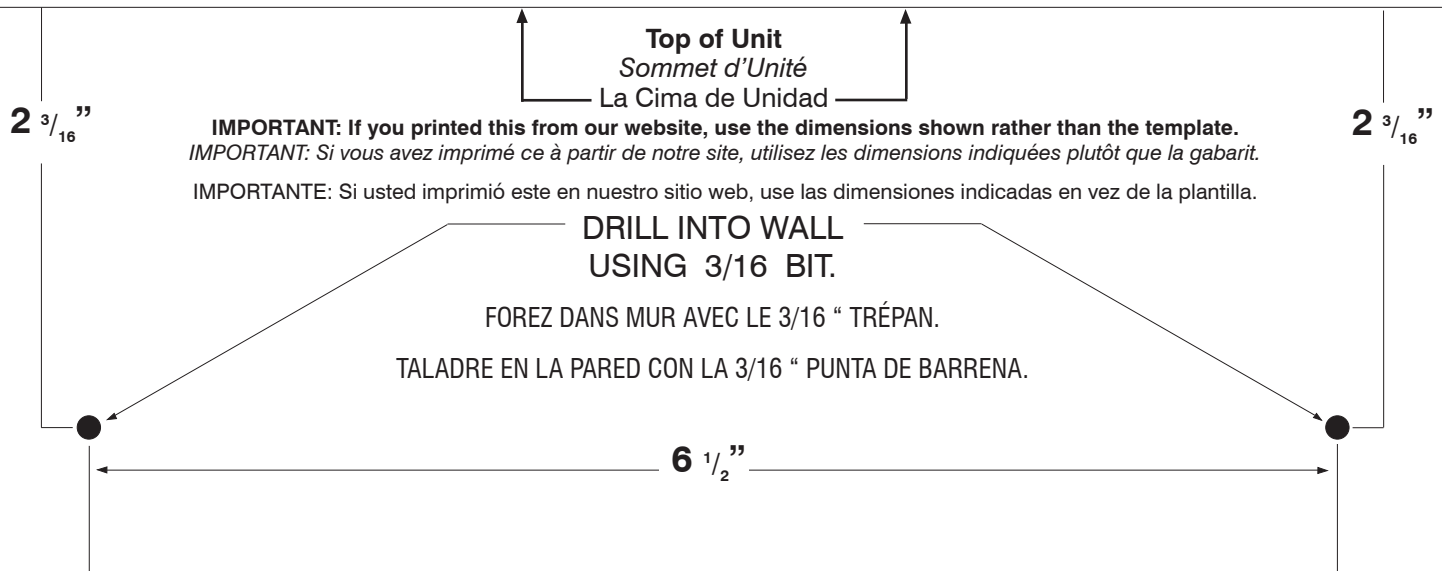 Top of Unit
Sommet d’Unité
La Cima de Unidad
2 3/16”
2 3/16”
IMPORTANT: If you printed this from our website, use the dimensions shown rather than the template.
IMPORTANT: Si vous avez imprimé ce à partir de notre site, utilisez les dimensions indiquées plutôt que la gabarit.
IMPORTANTE: Si usted imprimió este en nuestro sitio web, use las dimensiones indicadas en vez de la plantilla.
DRILL INTO WALL
USING 3/16 BIT.
FOREZ DANS MUR AVEC LE 3/16 “ TRÉPAN.
TALADRE EN LA PARED CON LA 3/16 “ PUNTA DE BARRENA.
6 1/2”